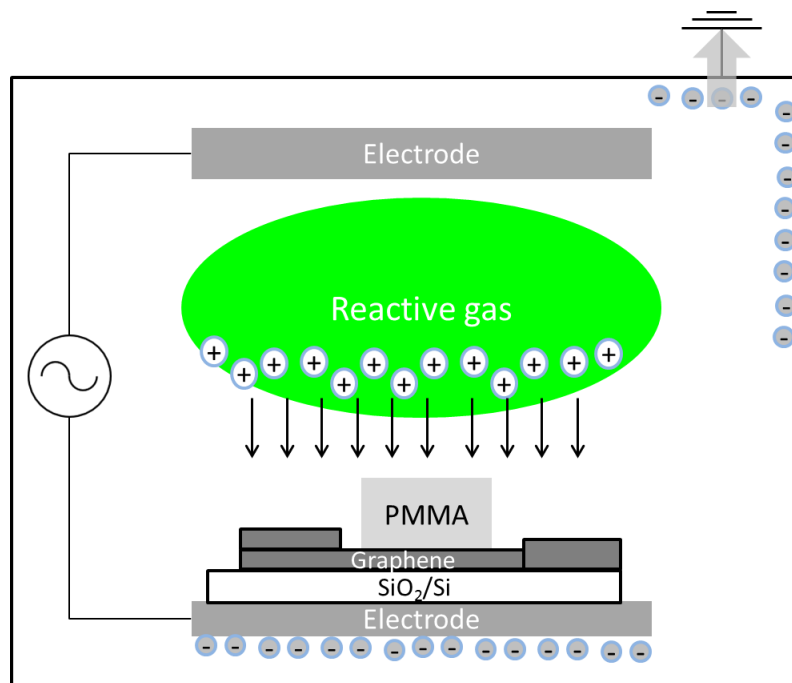 Electrode
Reactive gas
PMMA
Graphene
SiO₂/Si
Electrode